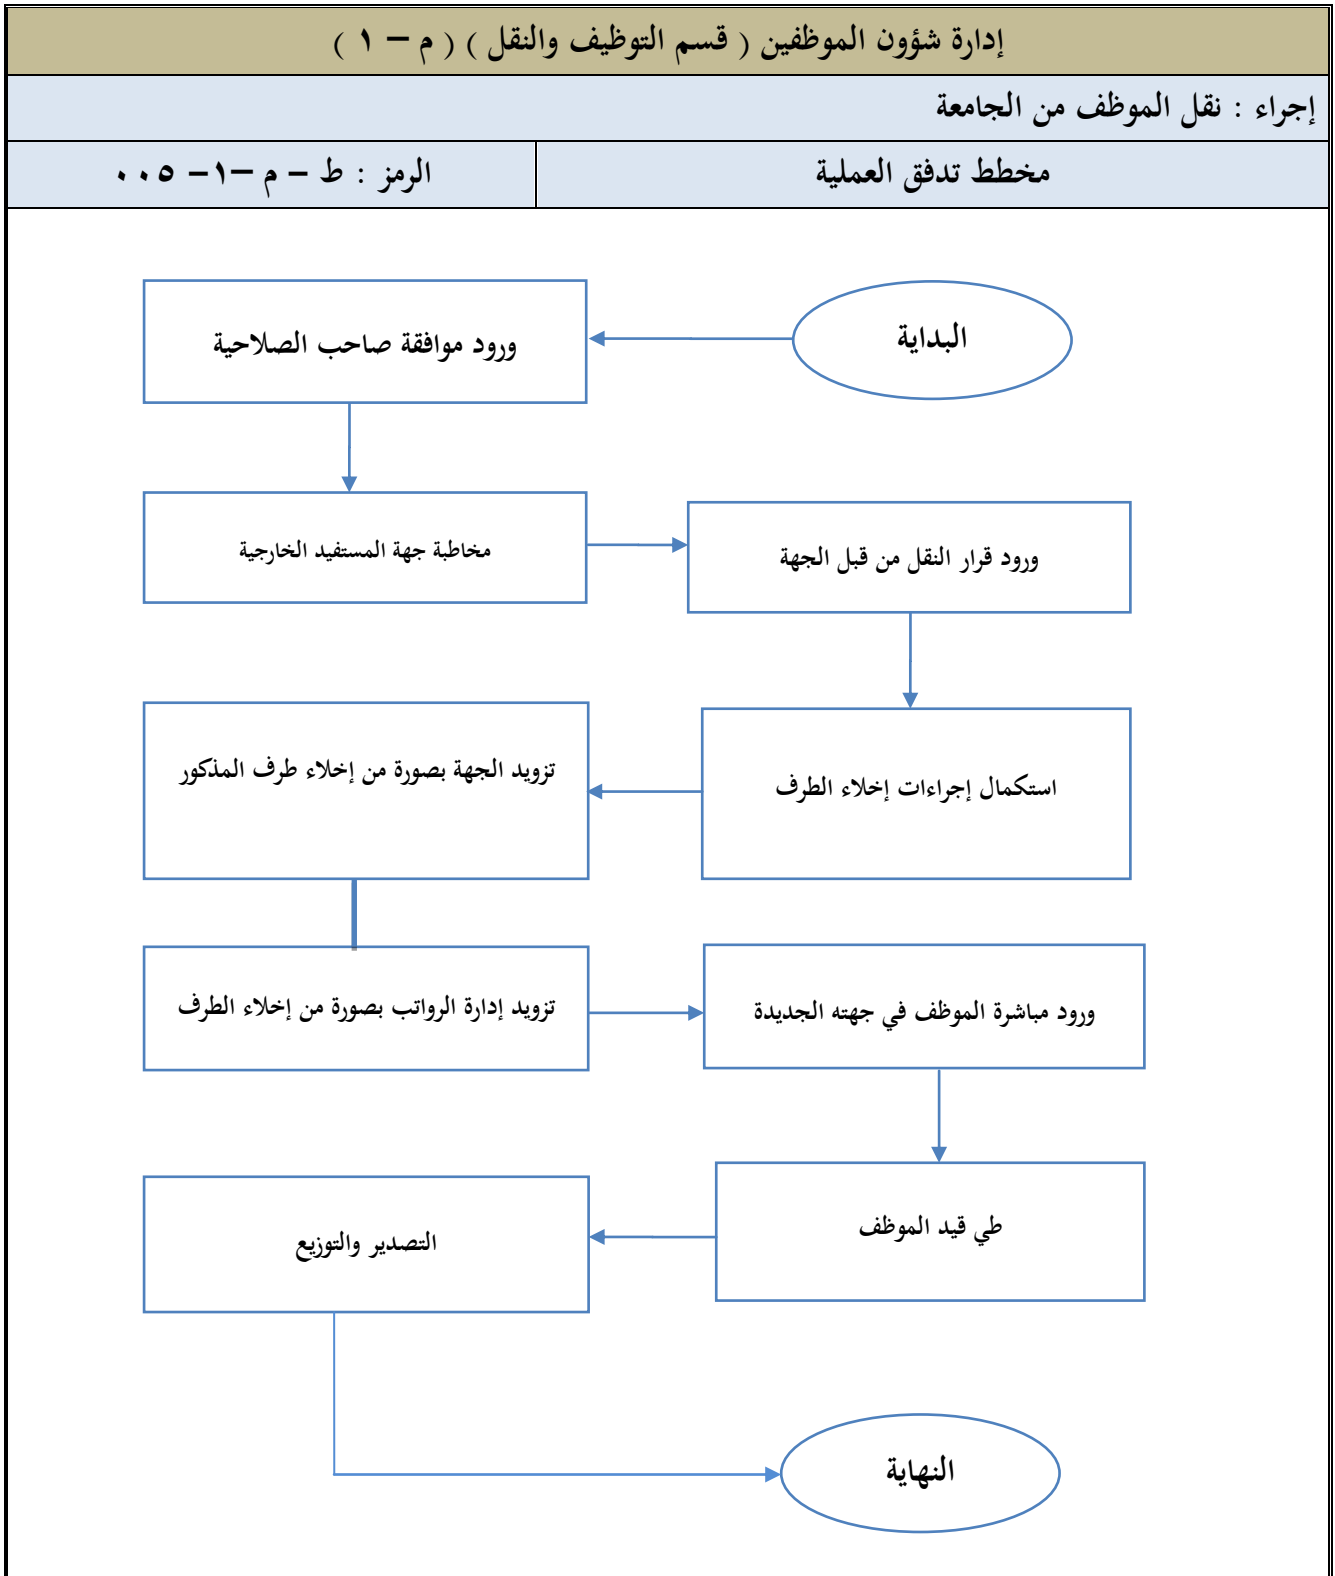 إدارة شؤون الموظفين ( قسم التوظيف والنقل ) ( م – ١ )
إجراء : نقل الموظف من الجامعة
مخطط تدفق العملية
الرمز : ط – م –١– ٠٠٥
البداية
ورود موافقة صاحب الصلاحية
مخاطبة جهة المستفيد الخارجية
ورود قرار النقل من قبل الجهة
استكمال إجراءات إخلاء الطرف
تزويد الجهة بصورة من إخلاء طرف المذكور
تزويد إدارة الرواتب بصورة من إخلاء الطرف
ورود مباشرة الموظف في جهته الجديدة
طي قيد الموظف
التصدير والتوزيع
النهاية